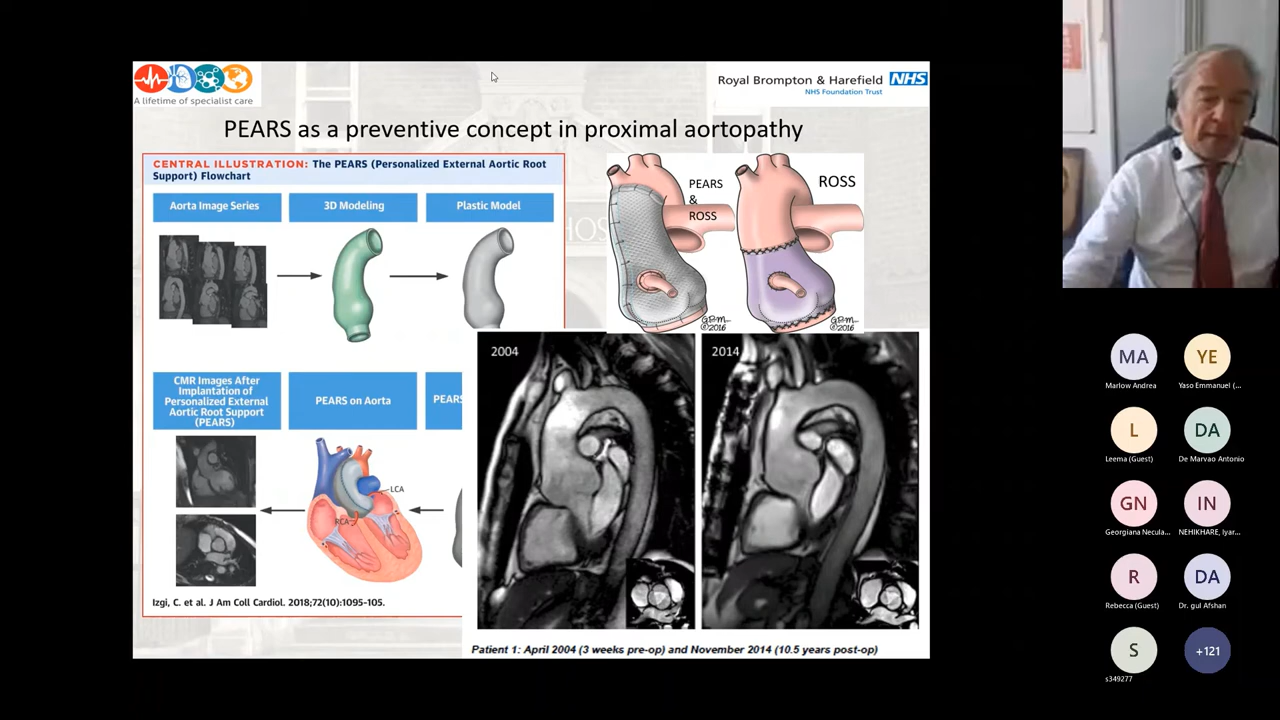 A lifetime of specialist care
Royal Brompton & Harefield NHS
NHS Foundation Trust
PEARS as a preventive concept in proximal aortopathy
CENTRAL ILLUSTRATION: The PEARS (Personalized External Aortic Root
Support) Flowchart
Aorta Image Series
3D Modeling
Plastic Model
CMR Images After
Implantation of
Personalized External
Aortic Root Support
(PEARS)
PEARS on Aorta
PEARS
LCA
RCA
Izgi, C. et al. J Am Coll Cardiol. 2018;72(10):1095-105.
PEARS
&
ROSS
©2016
ROSS
©2016
2004
2014
Patient 1: April 2004 (3 weeks pre-op) and November 2014 (10.5 years post-op)
MA
Marlow Andrea
YE
Yaso Emmanuel (...
L
Leema (Guest)
DA
De Marvao Antonio
GN
Georgiana Necula...
IN
NEHIKHARE, Iyar...
R
Rebecca (Guest)
DA
Dr. gul Afshan
S
s349277
+121